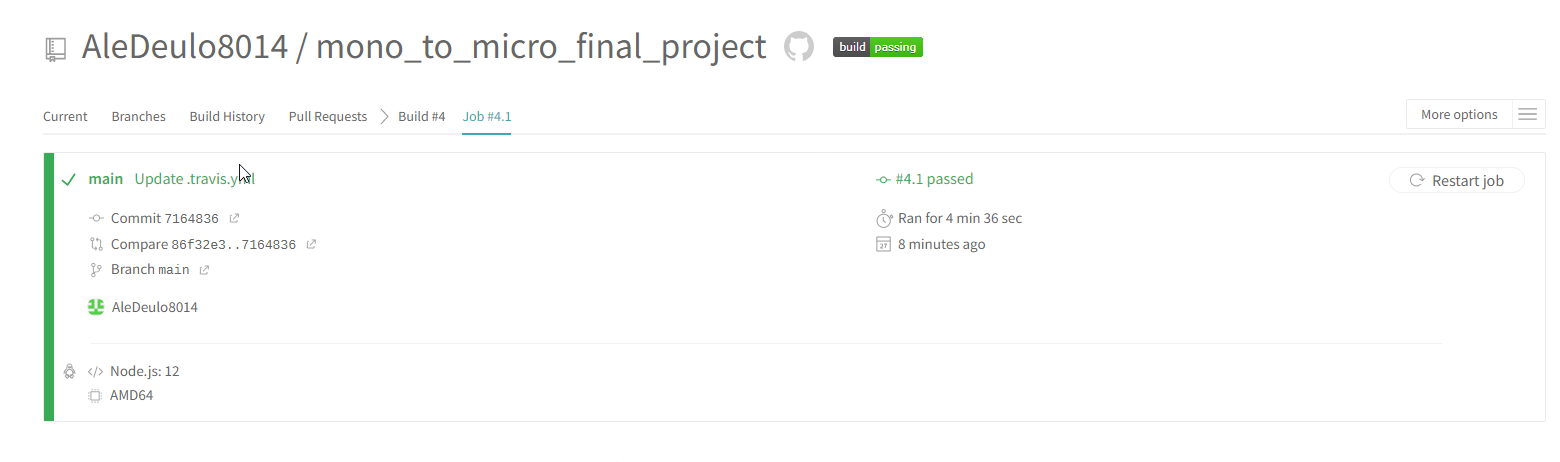 AleDeulo8014 / mono_to_micro_final_project build passing
Current Branches Build History Pull Requests Build #4 Job #4.1 More options
main Update .travis.yml #4.1 passed Restart job
Commit 7164836 Ran for 4 min 36 sec
Compare 86f32e3..7164836 8 minutes ago
Branch main
AleDeulo8014
Node.js: 12
AMD64